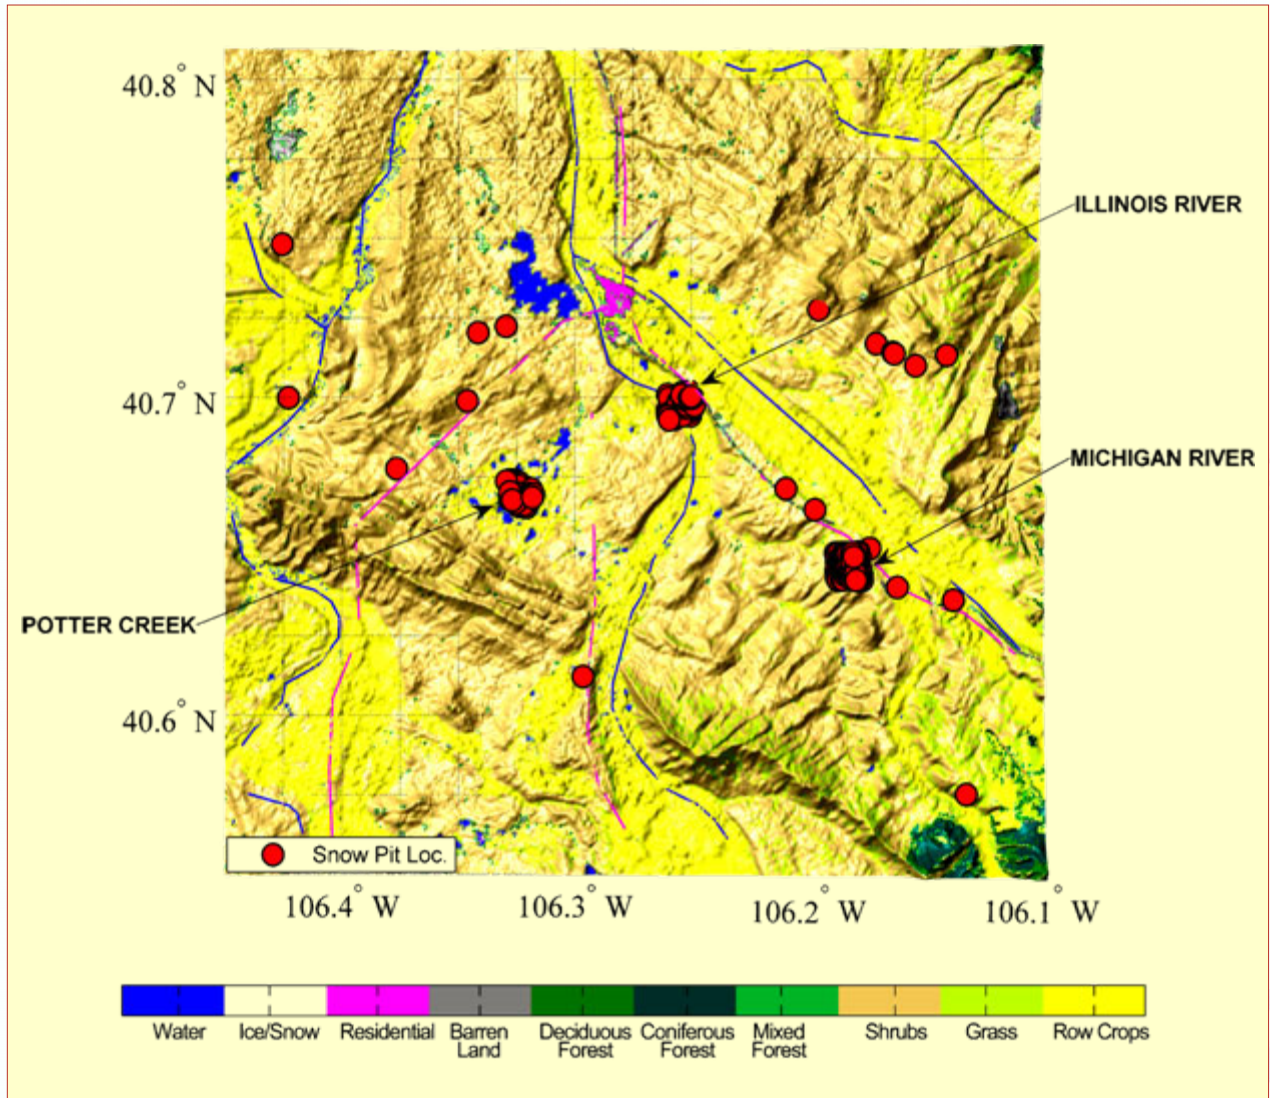 40.8° N
ILLINOIS RIVER
40.7° N
MICHIGAN RIVER
POTTER CREEK
40.6° N
Snow Pit Loc.
106.4° W 106.3° W 106.2° W 106.1° W
Water Ice/Snow Residential Barren Deciduous Coniferous Mixed Shrubs Grass Row Crops
Land Forest Forest Forest